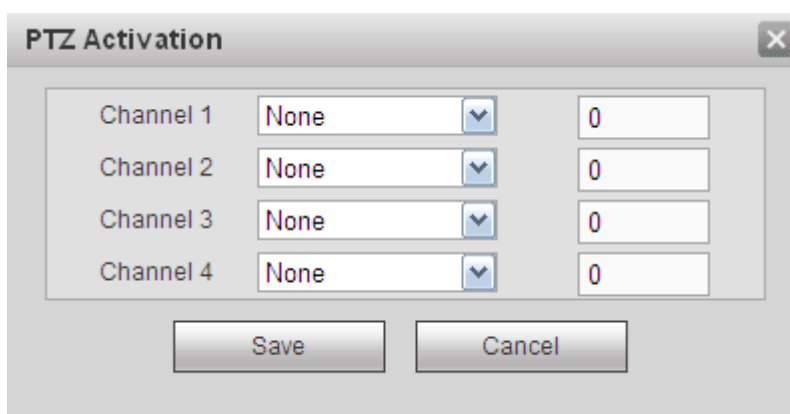 PTZ Activation
Channel 1 None 0
Channel 2 None 0
Channel 3 None 0
Channel 4 None 0
Save Cancel